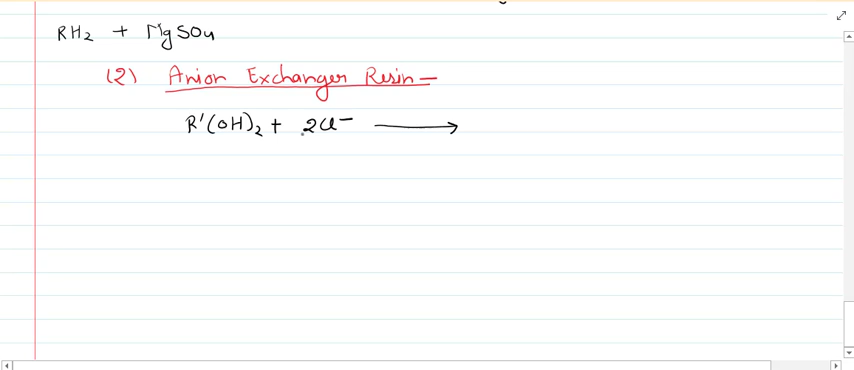 RH₂ + MgSO₄
(2) Anion Exchanger Resin—
R'(OH)₂ + 2Cl⁻ ⟶